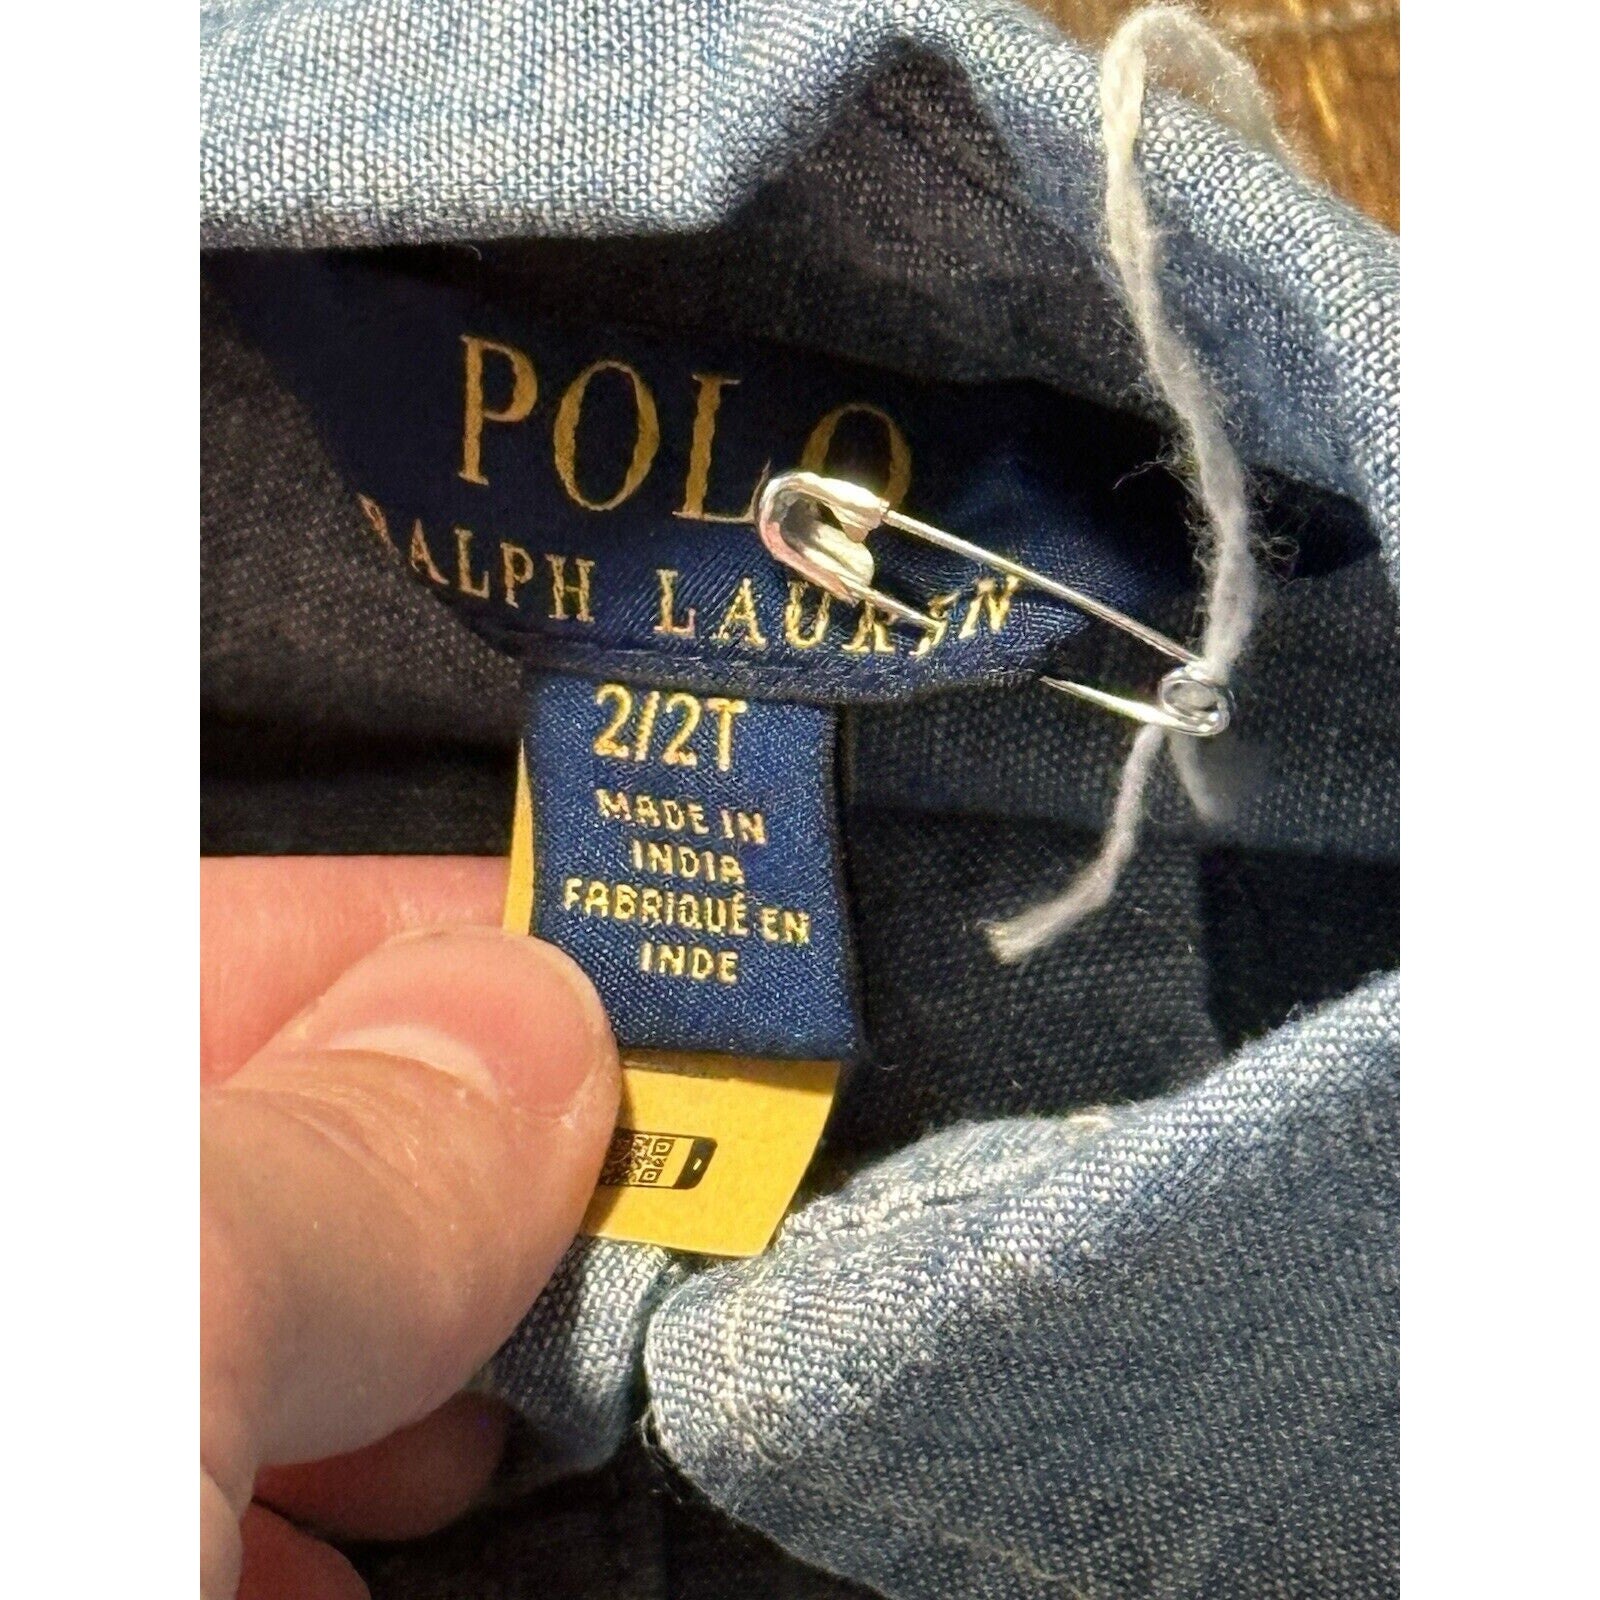 POLO
RALPH LAUREN
2/2T
MADE IN
INDIA
FABRIQUÉ EN
INDE